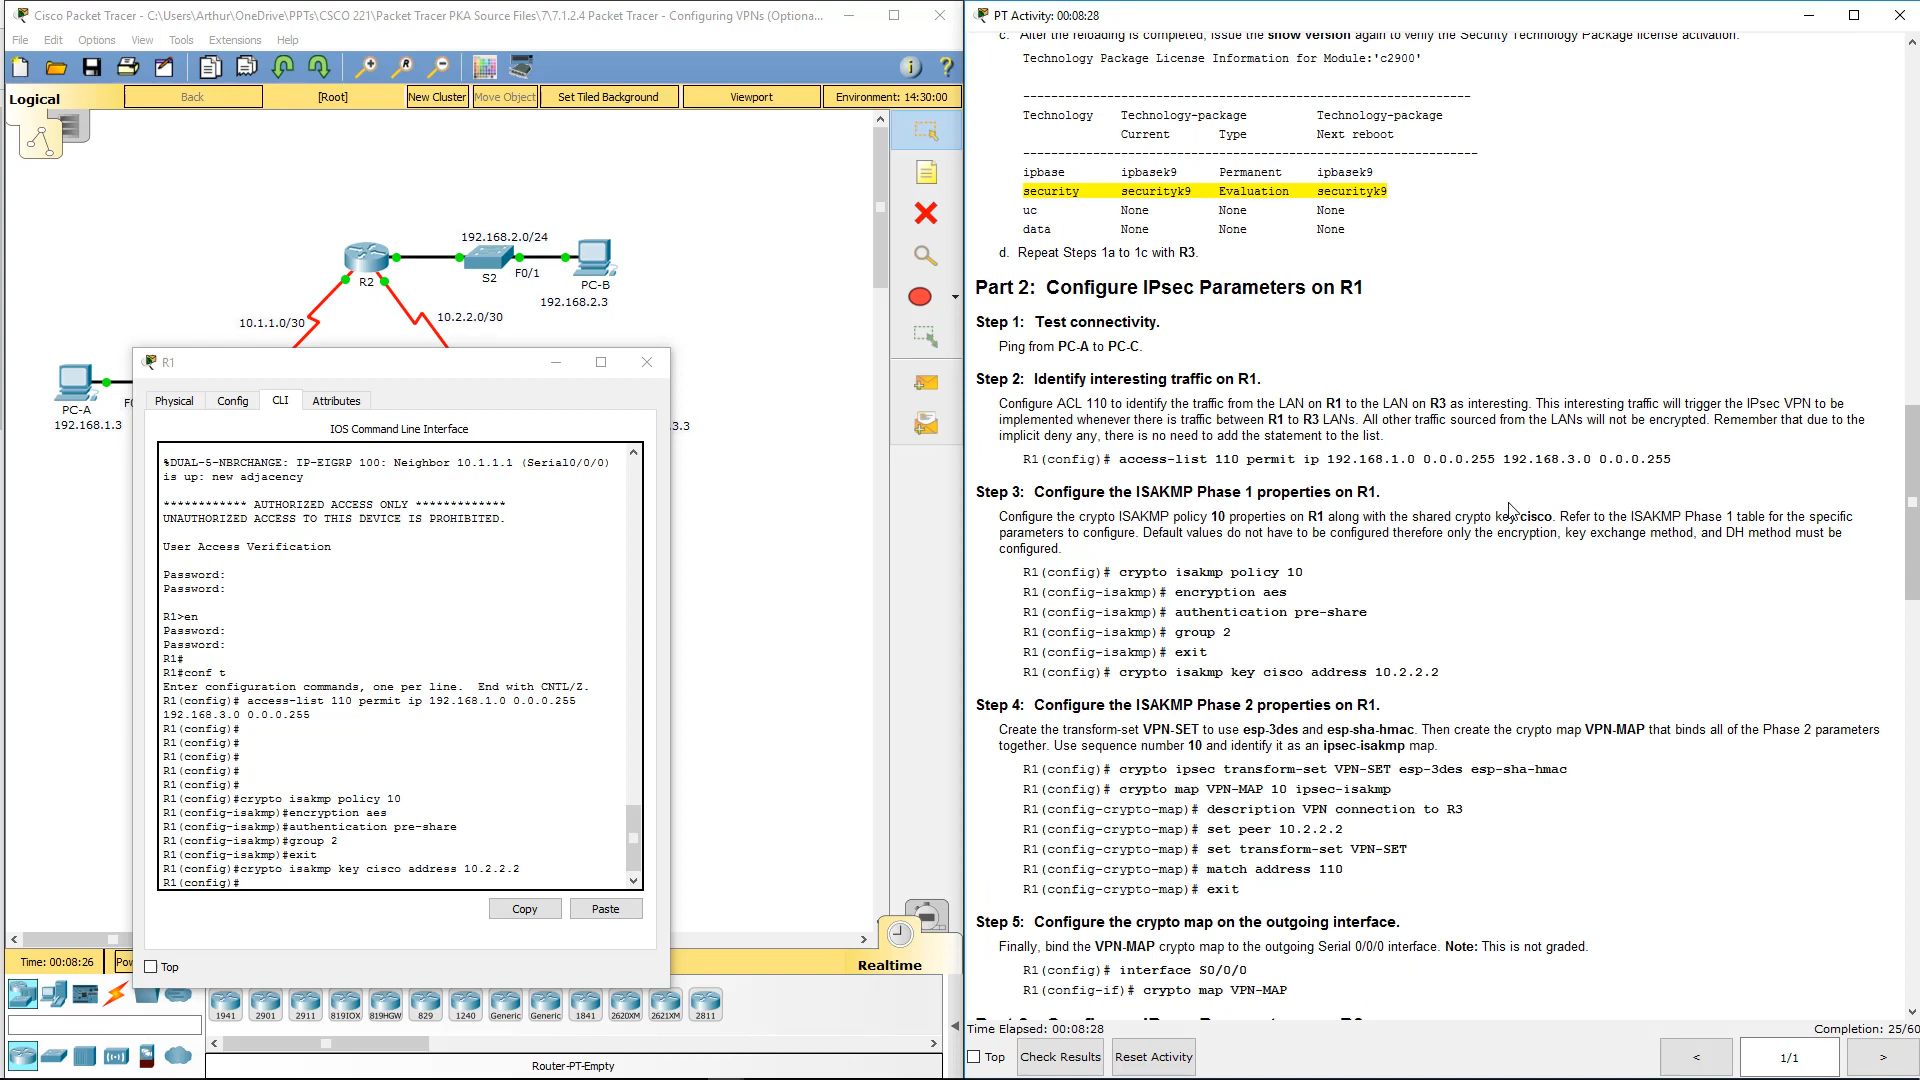 Cisco Packet Tracer - C:\Users\Arthur\OneDrive\PPTs\CSCO 221\Packet Tracer PKA Source Files\7\7.1.2.4 Packet Tracer - Configuring VPNs (Optiona...
File Edit Options View Tools Extensions Help
Logical Back [Root] New Cluster Move Object Set Tiled Background Viewport Environment: 14:30:00
192.168.2.0/24
R2
S2
F0/1
PC-B
192.168.2.3
10.1.1.0/30
10.2.2.0/30
PC-A
192.168.1.3
3.3
R1
Physical Config CLI Attributes
IOS Command Line Interface
%DUAL-5-NBRCHANGE: IP-EIGRP 100: Neighbor 10.1.1.1 (Serial0/0/0)
is up: new adjacency
************ AUTHORIZED ACCESS ONLY *************
UNAUTHORIZED ACCESS TO THIS DEVICE IS PROHIBITED.
User Access Verification
Password:
Password:
R1>en
Password:
Password:
R1#
R1#conf t
Enter configuration commands, one per line.  End with CNTL/Z.
R1(config)# access-list 110 permit ip 192.168.1.0 0.0.0.255
192.168.3.0 0.0.0.255
R1(config)#
R1(config)#
R1(config)#
R1(config)#
R1(config)#
R1(config)#crypto isakmp policy 10
R1(config-isakmp)#encryption aes
R1(config-isakmp)#authentication pre-share
R1(config-isakmp)#group 2
R1(config-isakmp)#exit
R1(config)#crypto isakmp key cisco address 10.2.2.2
R1(config)#
Copy Paste
Top
Time: 00:08:26
Realtime
1941 2901 2911 819IOX 819HGW 829 1240 Generic Generic 1841 2620XM 2621XM 2811
Router-PT-Empty
PT Activity: 00:08:28
c. After the reloading is completed, issue the show version again to verify the Security Technology Package license activation.
Technology Package License Information for Module:'c2900'
----------------------------------------------------------------
Technology Technology-package Technology-package
Current Type Next reboot
-----------------------------------------------------------------
ipbase ipbasek9 Permanent ipbasek9
security securityk9 Evaluation securityk9
uc None None None
data None None None
d. Repeat Steps 1a to 1c with R3.
Part 2: Configure IPsec Parameters on R1
Step 1: Test connectivity.
Ping from PC-A to PC-C.
Step 2: Identify interesting traffic on R1.
Configure ACL 110 to identify the traffic from the LAN on R1 to the LAN on R3 as interesting. This interesting traffic will trigger the IPsec VPN to be
implemented whenever there is traffic between R1 to R3 LANs. All other traffic sourced from the LANs will not be encrypted. Remember that due to the
implicit deny any, there is no need to add the statement to the list.
R1(config)# access-list 110 permit ip 192.168.1.0 0.0.0.255 192.168.3.0 0.0.0.255
Step 3: Configure the ISAKMP Phase 1 properties on R1.
Configure the crypto ISAKMP policy 10 properties on R1 along with the shared crypto key cisco. Refer to the ISAKMP Phase 1 table for the specific
parameters to configure. Default values do not have to be configured therefore only the encryption, key exchange method, and DH method must be
configured.
R1(config)# crypto isakmp policy 10
R1(config-isakmp)# encryption aes
R1(config-isakmp)# authentication pre-share
R1(config-isakmp)# group 2
R1(config-isakmp)# exit
R1(config)# crypto isakmp key cisco address 10.2.2.2
Step 4: Configure the ISAKMP Phase 2 properties on R1.
Create the transform-set VPN-SET to use esp-3des and esp-sha-hmac. Then create the crypto map VPN-MAP that binds all of the Phase 2 parameters
together. Use sequence number 10 and identify it as an ipsec-isakmp map.
R1(config)# crypto ipsec transform-set VPN-SET esp-3des esp-sha-hmac
R1(config)# crypto map VPN-MAP 10 ipsec-isakmp
R1(config-crypto-map)# description VPN connection to R3
R1(config-crypto-map)# set peer 10.2.2.2
R1(config-crypto-map)# set transform-set VPN-SET
R1(config-crypto-map)# match address 110
R1(config-crypto-map)# exit
Step 5: Configure the crypto map on the outgoing interface.
Finally, bind the VPN-MAP crypto map to the outgoing Serial 0/0/0 interface. Note: This is not graded.
R1(config)# interface S0/0/0
R1(config-if)# crypto map VPN-MAP
Time Elapsed: 00:08:28 Completion: 25/60
Top Check Results Reset Activity < 1/1 >